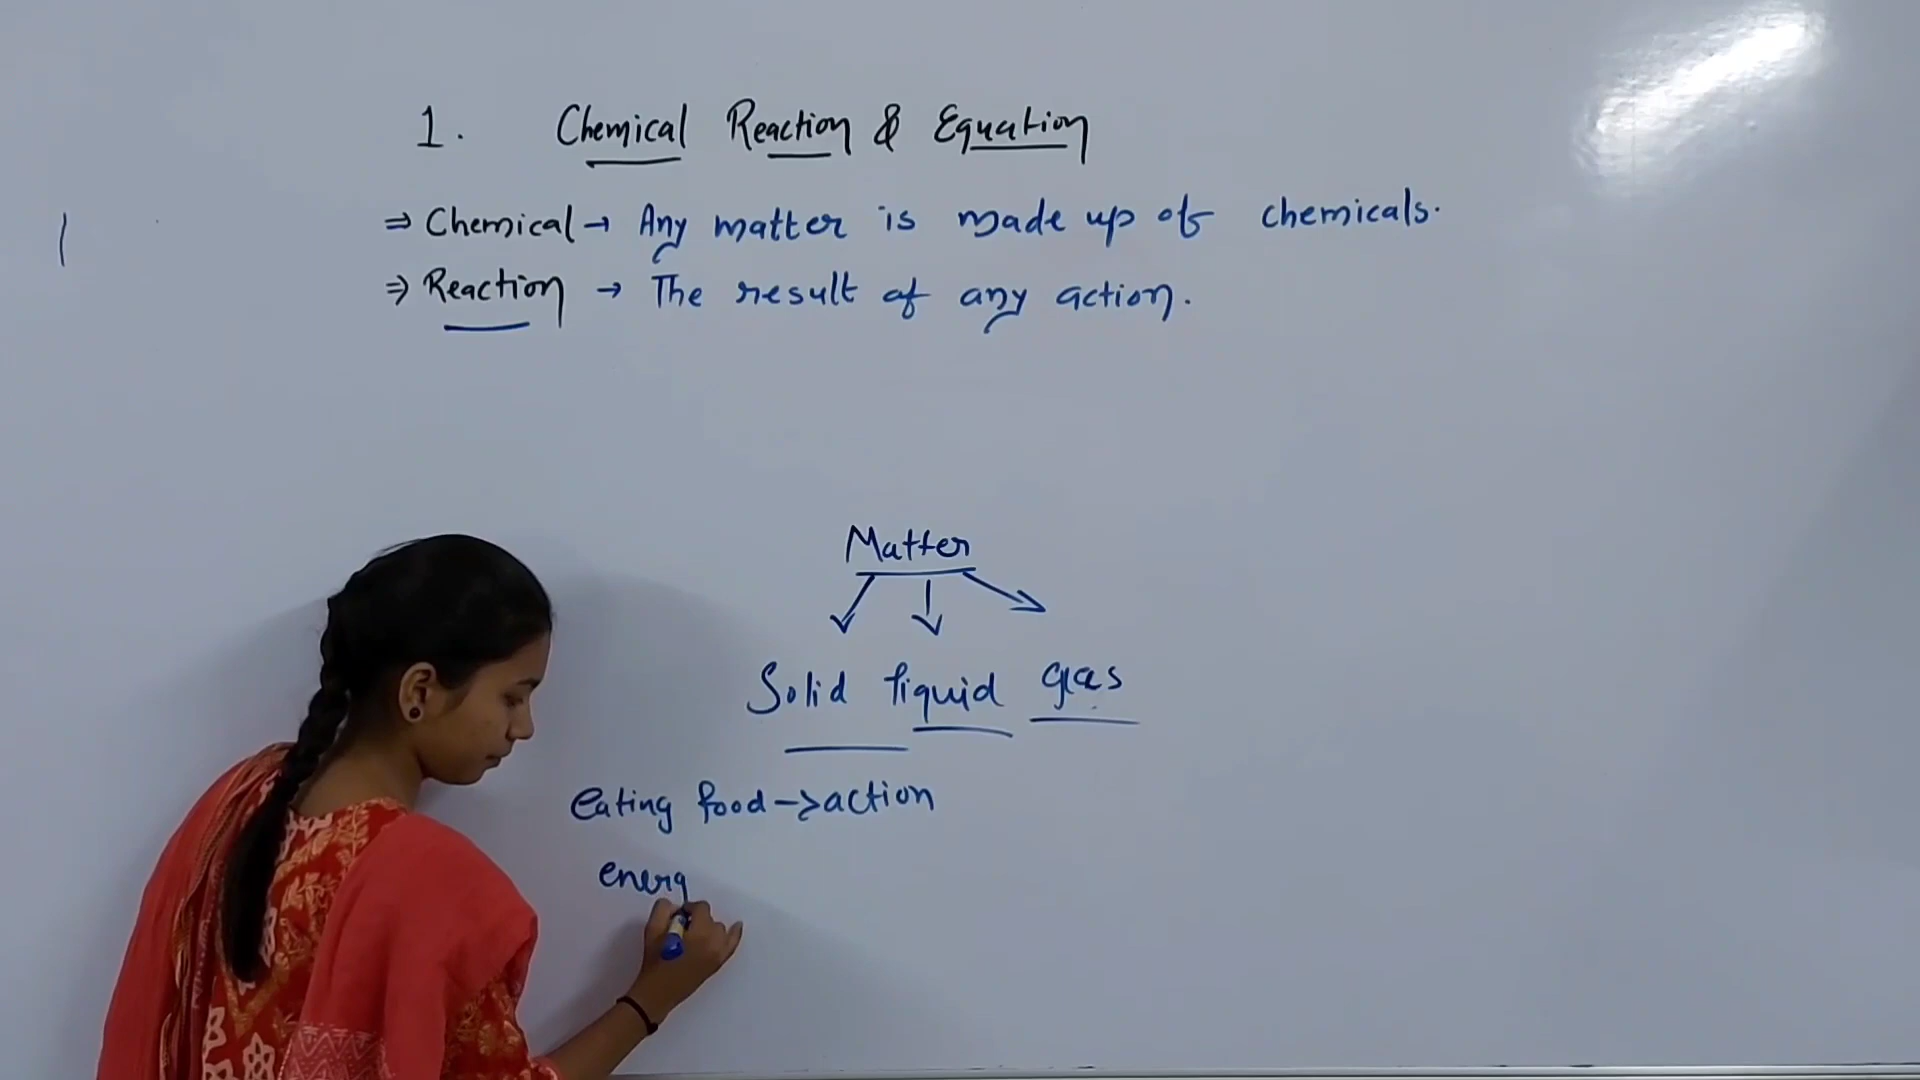 1. Chemical Reaction & Equation
⇒ Chemical → Any matter is made up of chemicals.
⇒ Reaction → The result of any action.
Matter
Solid liquid gas
eating food → action
energ